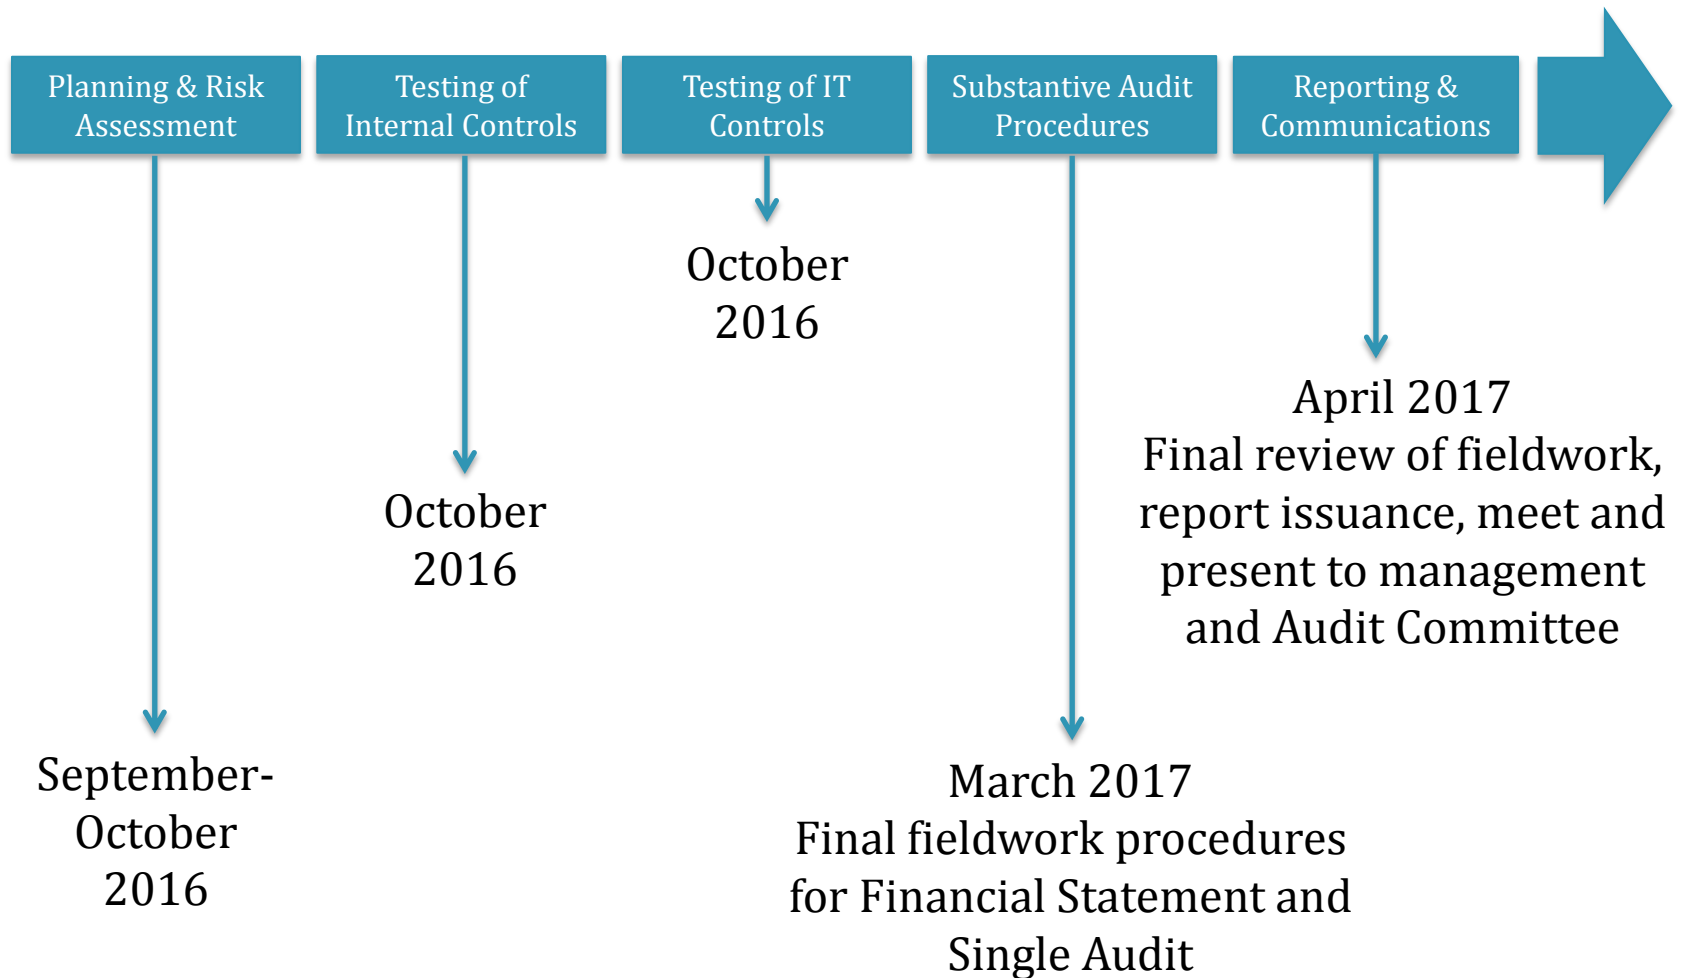 Planning & Risk
Assessment
Testing of
Internal Controls
Testing of IT
Controls
Substantive Audit
Procedures
Reporting &
Communications
September-
October
2016
October
2016
October
2016
March 2017
Final fieldwork procedures
for Financial Statement and
Single Audit
April 2017
Final review of fieldwork,
report issuance, meet and
present to management
and Audit Committee